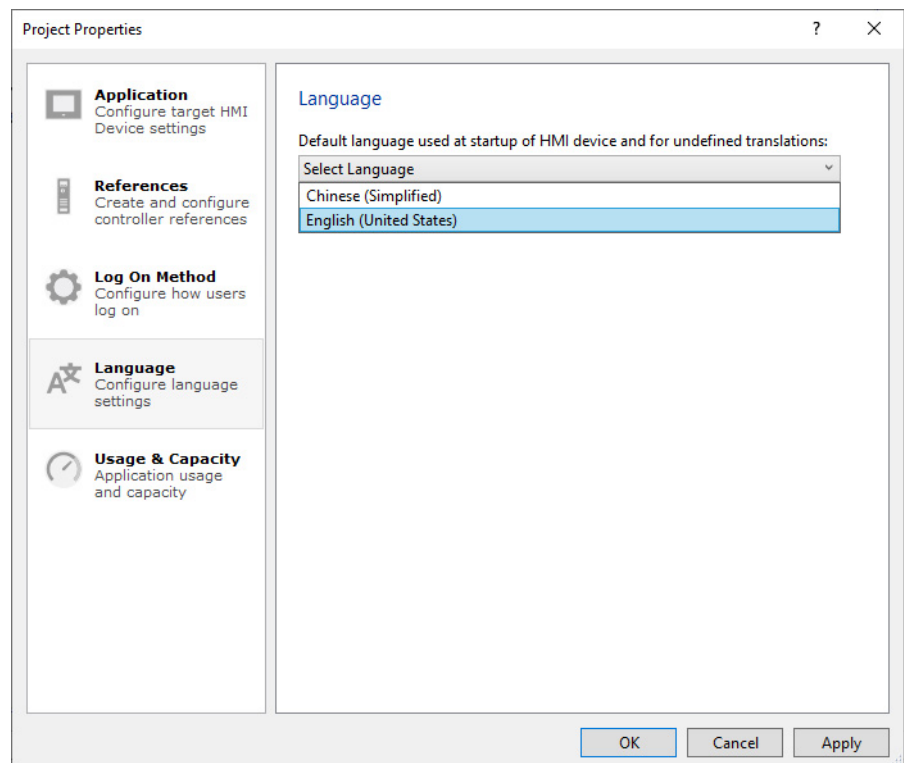 Project Properties
?
Application
Configure target HMI
Device settings
References
Create and configure
controller references
Log On Method
Configure how users
log on
Language
Configure language
settings
Usage & Capacity
Application usage
and capacity
Language
Default language used at startup of HMI device and for undefined translations:
Select Language
Chinese (Simplified)
English (United States)
OK
Cancel
Apply